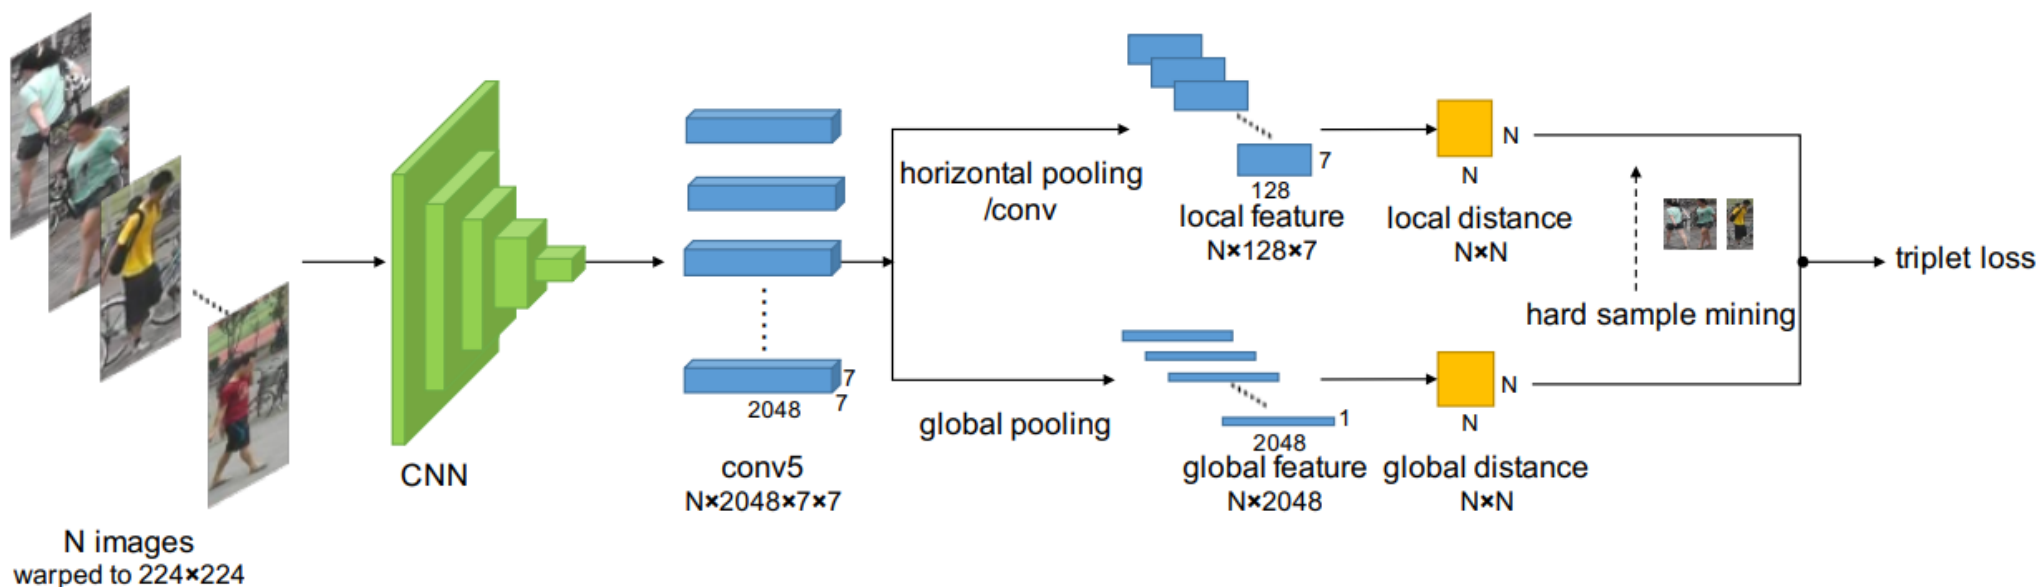 N images
warped to 224×224
CNN
7
2048 7
conv5
N×2048×7×7
horizontal pooling
/conv
7
128
local feature
N×128×7
N
N
local distance
N×N
hard sample mining
triplet loss
global pooling
1
2048
global feature
N×2048
N
N
global distance
N×N